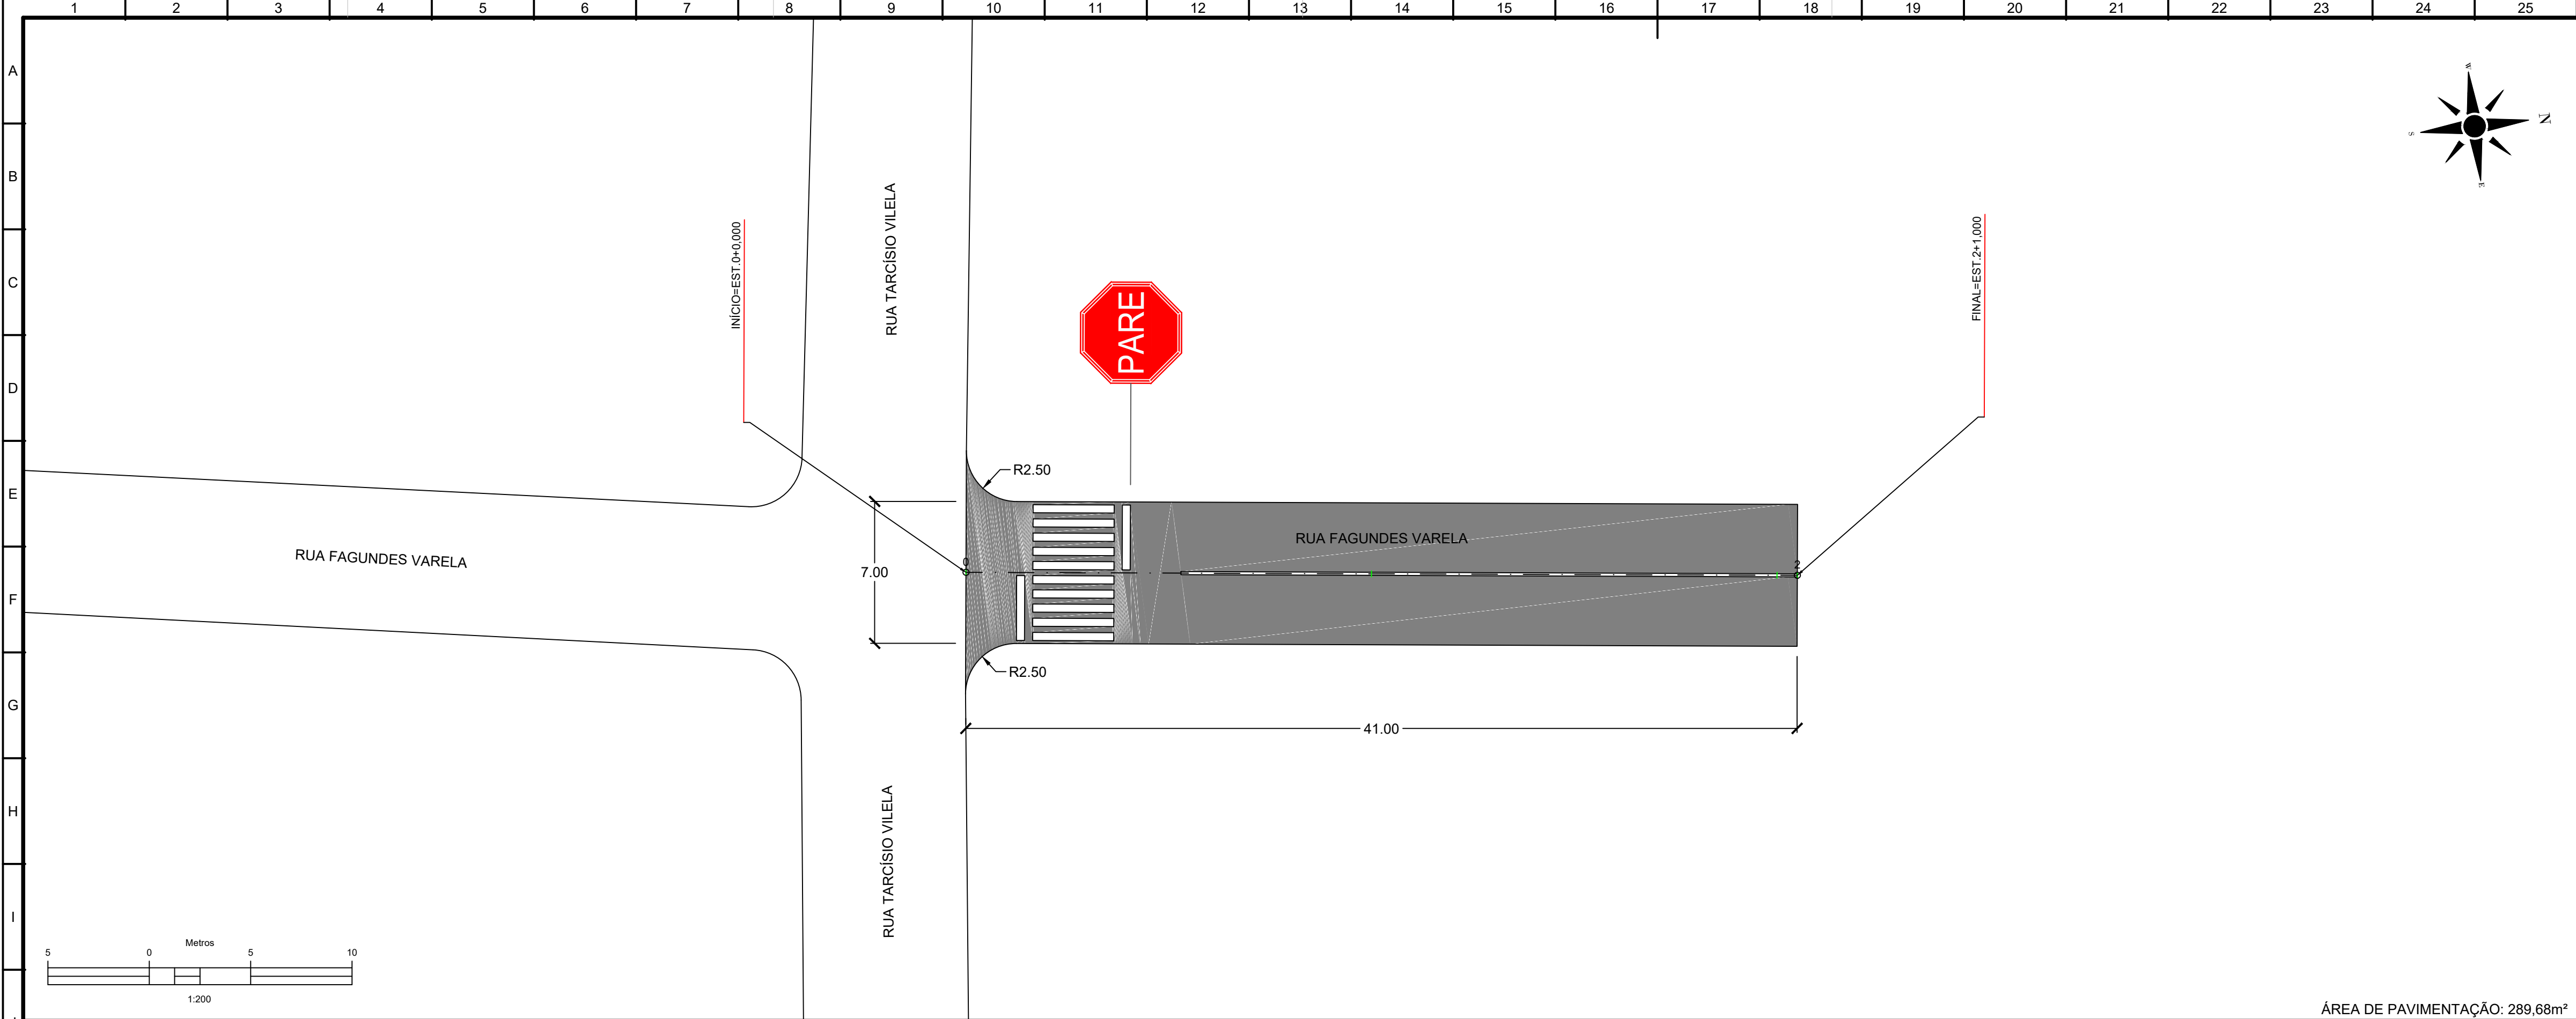 1 2 3 4 5 6 7 8 9 10 11 12 13 14 15 16 17 18 19 20 21 22 23 24 25
A
B
C
D
E
F
G
H
I
W
N
S
E
INÍCIO=EST.0+0,000
RUA TARCÍSIO VILELA
PARE
FINAL=EST.2+1,000
R2.50
RUA FAGUNDES VARELA
RUA FAGUNDES VARELA
0
2
7.00
R2.50
41.00
RUA TARCÍSIO VILELA
Metros
5 0 5 10
1:200
ÁREA DE PAVIMENTAÇÃO: 289,68m²